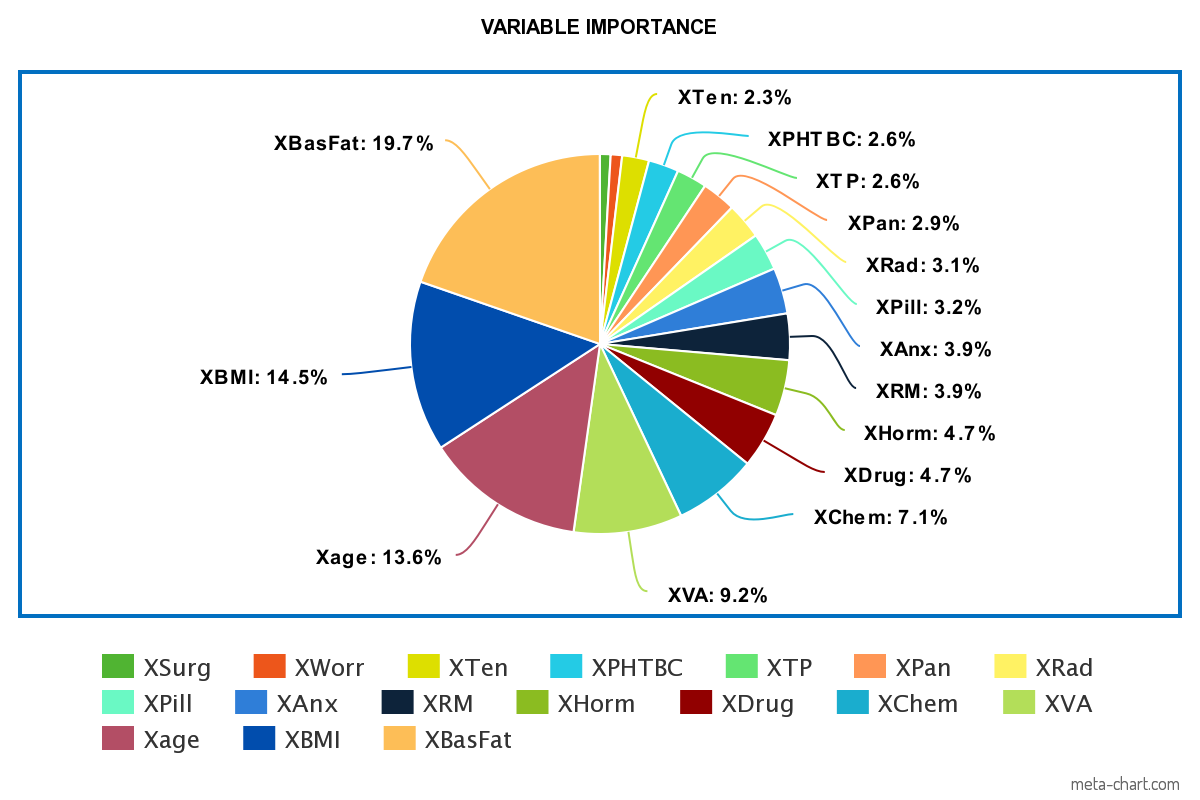 VARIABLE IMPORTANCE
XTen: 2.3%
XBasFat: 19.7%
XPHTBC: 2.6%
XTP: 2.6%
XPan: 2.9%
XRad: 3.1%
XPill: 3.2%
XAnx: 3.9%
XBMI: 14.5%
XRM: 3.9%
XHorm: 4.7%
XDrug: 4.7%
XChem: 7.1%
Xage: 13.6%
XVA: 9.2%
XSurg XWorr XTen XPHTBC XTP XPan XRad
XPill XAnx XRM XHorm XDrug XChem XVA
Xage XBMI XBasFat
meta-chart.com